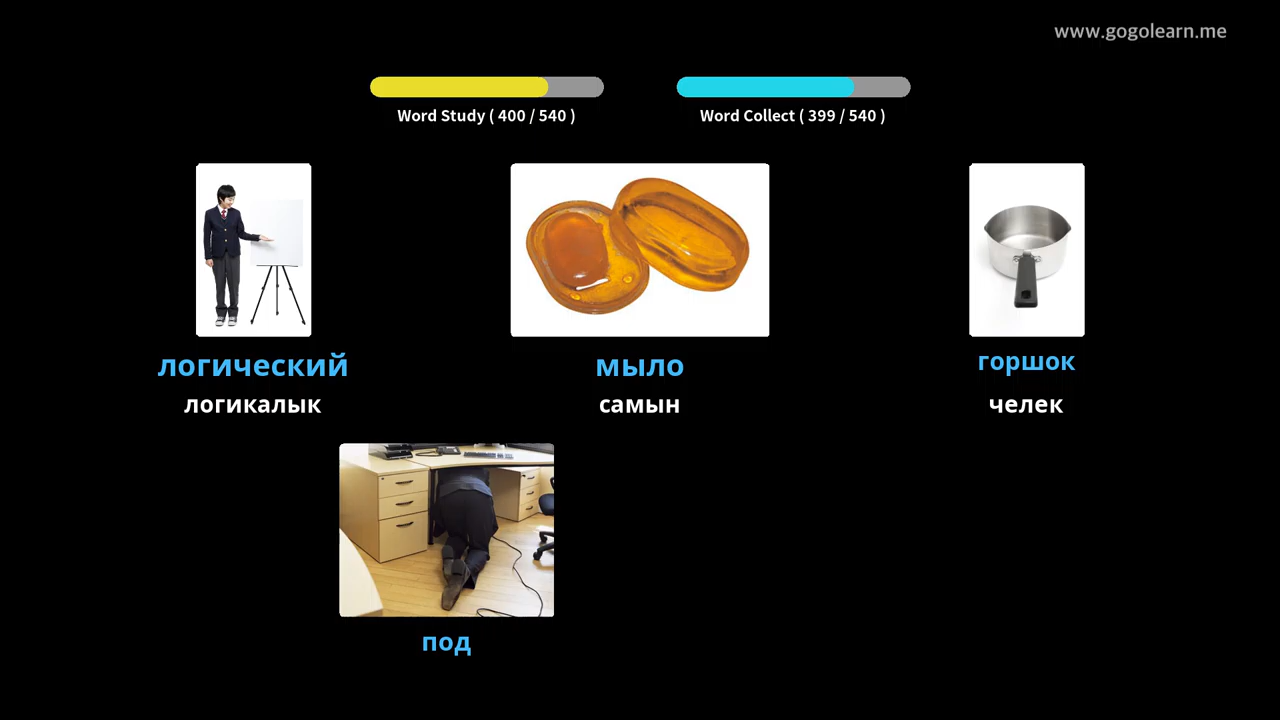 www.gogolearn.me
Word Study ( 400 / 540 )
Word Collect ( 399 / 540 )
логический
мыло
горшок
логикалык
самын
челек
под